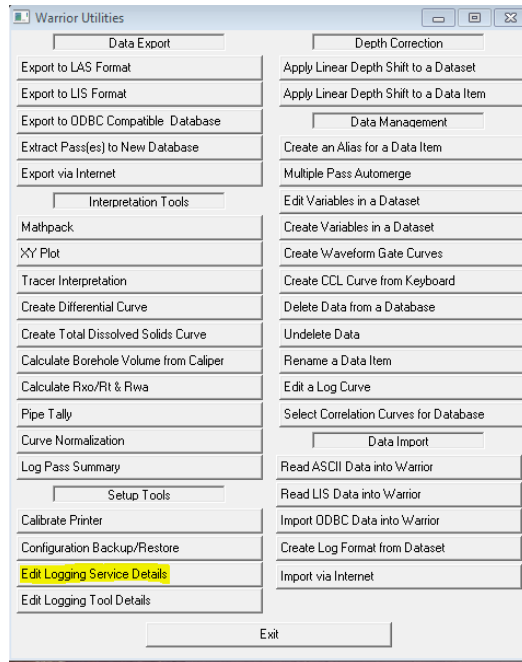 Warrior Utilities
Data Export
Export to LAS Format
Export to LIS Format
Export to ODBC Compatible Database
Extract Pass(es) to New Database
Export via Internet
Interpretation Tools
Mathpack
XY Plot
Tracer Interpretation
Create Differential Curve
Create Total Dissolved Solids Curve
Calculate Borehole Volume from Caliper
Calculate Rxo/Rt & Rwa
Pipe Tally
Curve Normalization
Log Pass Summary
Setup Tools
Calibrate Printer
Configuration Backup/Restore
Edit Logging Service Details
Edit Logging Tool Details
Depth Correction
Apply Linear Depth Shift to a Dataset
Apply Linear Depth Shift to a Data Item
Data Management
Create an Alias for a Data Item
Multiple Pass Automerge
Edit Variables in a Dataset
Create Variables in a Dataset
Create Waveform Gate Curves
Create CCL Curve from Keyboard
Delete Data from a Database
Undelete Data
Rename a Data Item
Edit a Log Curve
Select Correlation Curves for Database
Data Import
Read ASCII Data into Warrior
Read LIS Data into Warrior
Import ODBC Data into Warrior
Create Log Format from Dataset
Import via Internet
Exit